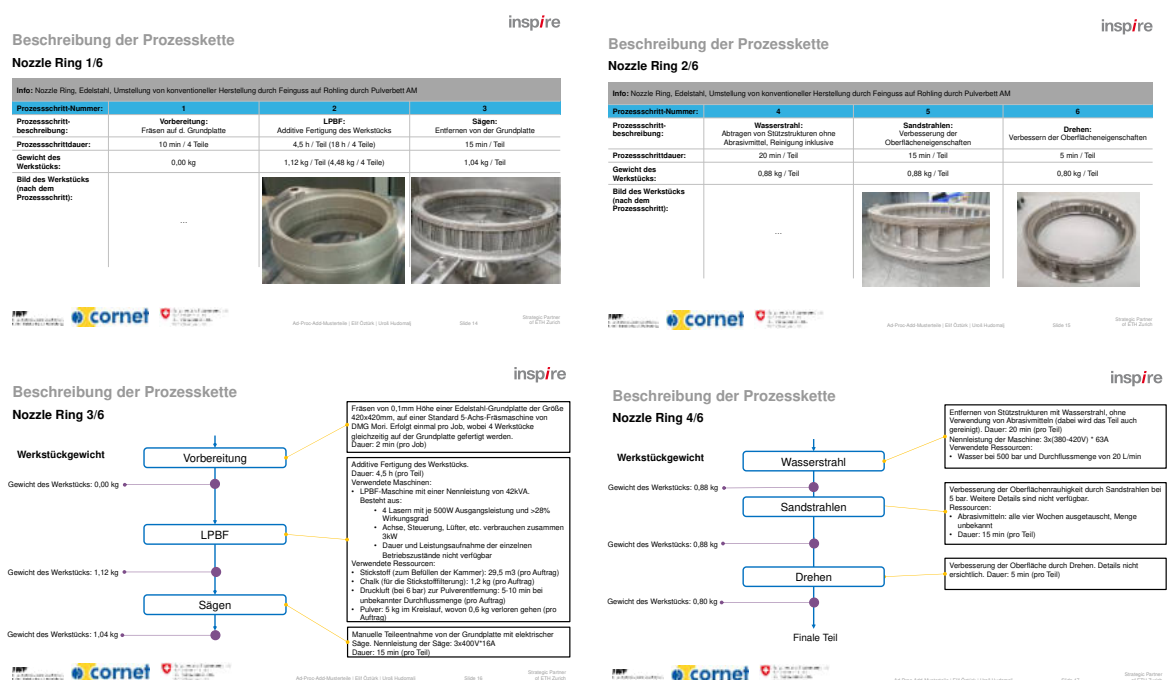 inspire
Beschreibung der Prozesskette
Nozzle Ring 1/6
Info: Nozzle Ring, Edelstahl, Umstellung von konventioneller Herstellung durch Feinguss auf Rohling durch Pulverbett AM
Prozessschritt-Nummer: 1 2 3
Prozessschritt-beschreibung:
Vorbereitung:
Fräsen auf d. Grundplatte
LPBF:
Additive Fertigung des Werkstücks
Sägen:
Entfernen von der Grundplatte
Prozessschrittdauer: 10 min / 4 Teile 4,5 h / Teil (18 h / 4 Teile) 15 min / Teil
Gewicht des Werkstücks: 0,00 kg 1,12 kg / Teil (4,48 kg / 4 Teile) 1,04 kg / Teil
Bild des Werkstücks
(nach dem
Prozessschritt):
...
cornet
Slide 14
Strategic Partner
of ETH Zurich
inspire
Beschreibung der Prozesskette
Nozzle Ring 2/6
Info: Nozzle Ring, Edelstahl, Umstellung von konventioneller Herstellung durch Feinguss auf Rohling durch Pulverbett AM
Prozessschritt-Nummer: 4 5 6
Prozessschritt-beschreibung:
Wasserstrahl:
Abtragen von Stützstrukturen ohne
Abrasivmittel, Reinigung inklusive
Sandstrahlen:
Verbesserung der
Oberflächeneigenschaften
Drehen:
Verbessern der Oberflächeneigenschaften
Prozessschrittdauer: 20 min / Teil 15 min / Teil 5 min / Teil
Gewicht des Werkstücks: 0,88 kg / Teil 0,88 kg / Teil 0,80 kg / Teil
Bild des Werkstücks
(nach dem
Prozessschritt):
...
cornet
Slide 15
Strategic Partner
of ETH Zurich
inspire
Beschreibung der Prozesskette
Nozzle Ring 3/6
Werkstückgewicht
Vorbereitung
Gewicht des Werkstücks: 0,00 kg
LPBF
Gewicht des Werkstücks: 1,12 kg
Sägen
Gewicht des Werkstücks: 1,04 kg
Fräsen von 0,1mm Höhe einer Edelstahl-Grundplatte der Größe
420x420mm, auf einer Standard 5-Achs-Fräsmaschine von
DMG Mori. Erfolgt einmal pro Job, wobei 4 Werkstücke
gleichzeitig auf der Grundplatte gefertigt werden.
Dauer: 2 min (pro Job)
Additive Fertigung des Werkstücks.
Dauer: 4,5 h (pro Teil)
Verwendete Maschinen:
• LPBF-Maschine mit einer Nennleistung von 42kVA.
Besteht aus:
• 4 Lasern mit je 500W Ausgangsleistung und >28%
Wirkungsgrad
• Achse, Steuerung, Lüfter, etc. verbrauchen zusammen
3kW
• Dauer und Leistungsaufnahme der einzelnen
Betriebszustände nicht verfügbar
Verwendete Ressourcen:
• Stickstoff (zum Befüllen der Kammer): 29,5 m3 (pro Auftrag)
• Chalk (für die Stickstofffilterung): 1,2 kg (pro Auftrag)
• Druckluft (bei 6 bar) zur Pulverentfernung: 5-10 min bei
unbekannter Durchflussmenge (pro Auftrag)
• Pulver: 5 kg im Kreislauf, wovon 0,6 kg verloren gehen (pro
Auftrag)
Manuelle Teileentnahme von der Grundplatte mit elektrischer
Säge. Nennleistung der Säge: 3x400V*16A
Dauer: 15 min (pro Teil)
cornet
Slide 16
Strategic Partner
of ETH Zurich
inspire
Beschreibung der Prozesskette
Nozzle Ring 4/6
Werkstückgewicht
Wasserstrahl
Gewicht des Werkstücks: 0,88 kg
Sandstrahlen
Gewicht des Werkstücks: 0,88 kg
Drehen
Gewicht des Werkstücks: 0,80 kg
Finale Teil
Entfernen von Stützstrukturen mit Wasserstrahl, ohne
Verwendung von Abrasivmitteln (dabei wird das Teil auch
gereinigt). Dauer: 20 min (pro Teil)
Nennleistung der Maschine: 3x(380-420V) * 63A
Verwendete Ressourcen:
• Wasser bei 500 bar und Durchflussmenge von 20 L/min
Verbesserung der Oberflächenrauhigkeit durch Sandstrahlen bei
5 bar. Weitere Details sind nicht verfügbar.
Ressourcen:
• Abrasivmitteln: alle vier Wochen ausgetauscht, Menge
unbekannt
• Dauer: 15 min (pro Teil)
Verbesserung der Oberfläche durch Drehen. Details nicht
ersichtlich. Dauer: 5 min (pro Teil)
cornet